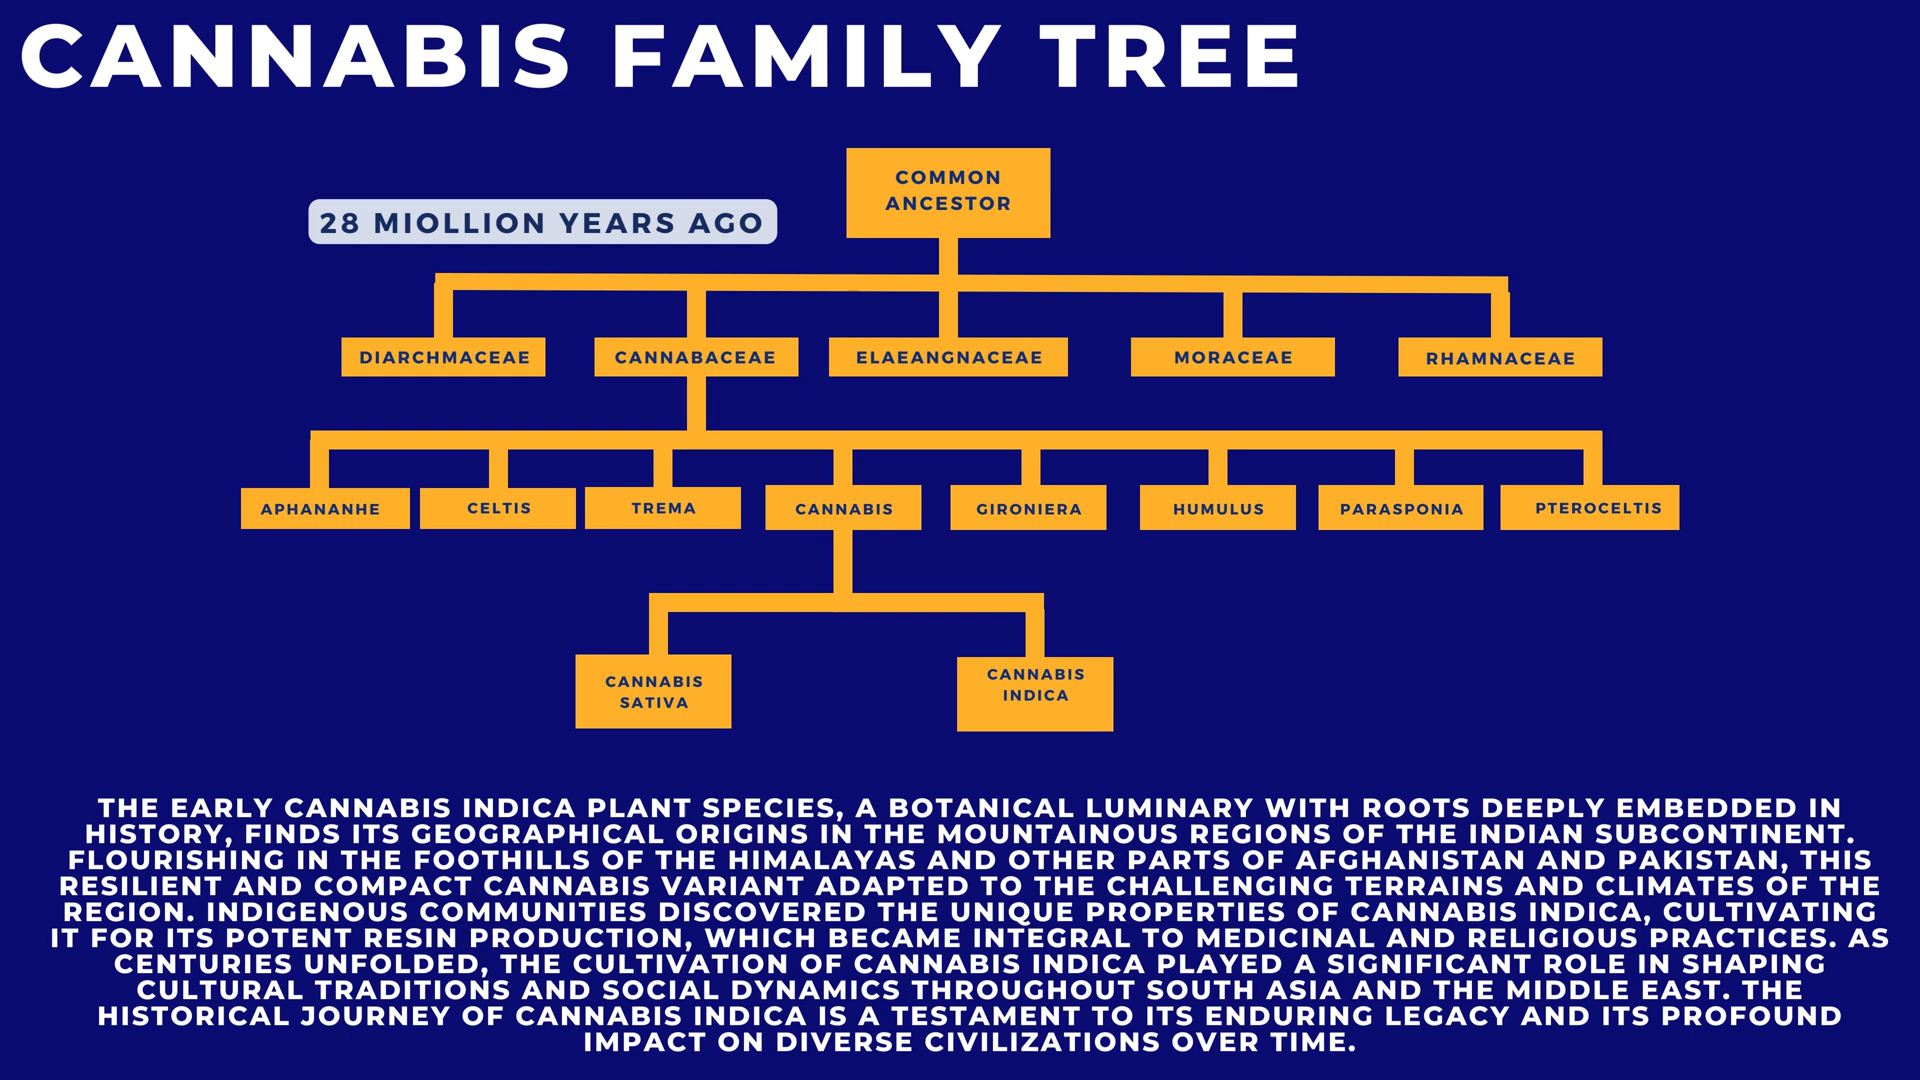 CANNABIS FAMILY TREE
COMMON
ANCESTOR
28 MIOLLION YEARS AGO
DIARCHMACEAE
CANNABACEAE
ELAEANGNACEAE
MORACEAE
RHAMNACEAE
APHANANHE
CELTIS
TREMA
CANNABIS
GIRONIERA
HUMULUS
PARASPONIA
PTEROCELTIS
CANNABIS
SATIVA
CANNABIS
INDICA
THE EARLY CANNABIS INDICA PLANT SPECIES, A BOTANICAL LUMINARY WITH ROOTS DEEPLY EMBEDDED IN
HISTORY, FINDS ITS GEOGRAPHICAL ORIGINS IN THE MOUNTAINOUS REGIONS OF THE INDIAN SUBCONTINENT.
FLOURISHING IN THE FOOTHILLS OF THE HIMALAYAS AND OTHER PARTS OF AFGHANISTAN AND PAKISTAN, THIS
RESILIENT AND COMPACT CANNABIS VARIANT ADAPTED TO THE CHALLENGING TERRAINS AND CLIMATES OF THE
REGION. INDIGENOUS COMMUNITIES DISCOVERED THE UNIQUE PROPERTIES OF CANNABIS INDICA, CULTIVATING
IT FOR ITS POTENT RESIN PRODUCTION, WHICH BECAME INTEGRAL TO MEDICINAL AND RELIGIOUS PRACTICES. AS
CENTURIES UNFOLDED, THE CULTIVATION OF CANNABIS INDICA PLAYED A SIGNIFICANT ROLE IN SHAPING
CULTURAL TRADITIONS AND SOCIAL DYNAMICS THROUGHOUT SOUTH ASIA AND THE MIDDLE EAST. THE
HISTORICAL JOURNEY OF CANNABIS INDICA IS A TESTAMENT TO ITS ENDURING LEGACY AND ITS PROFOUND
IMPACT ON DIVERSE CIVILIZATIONS OVER TIME.